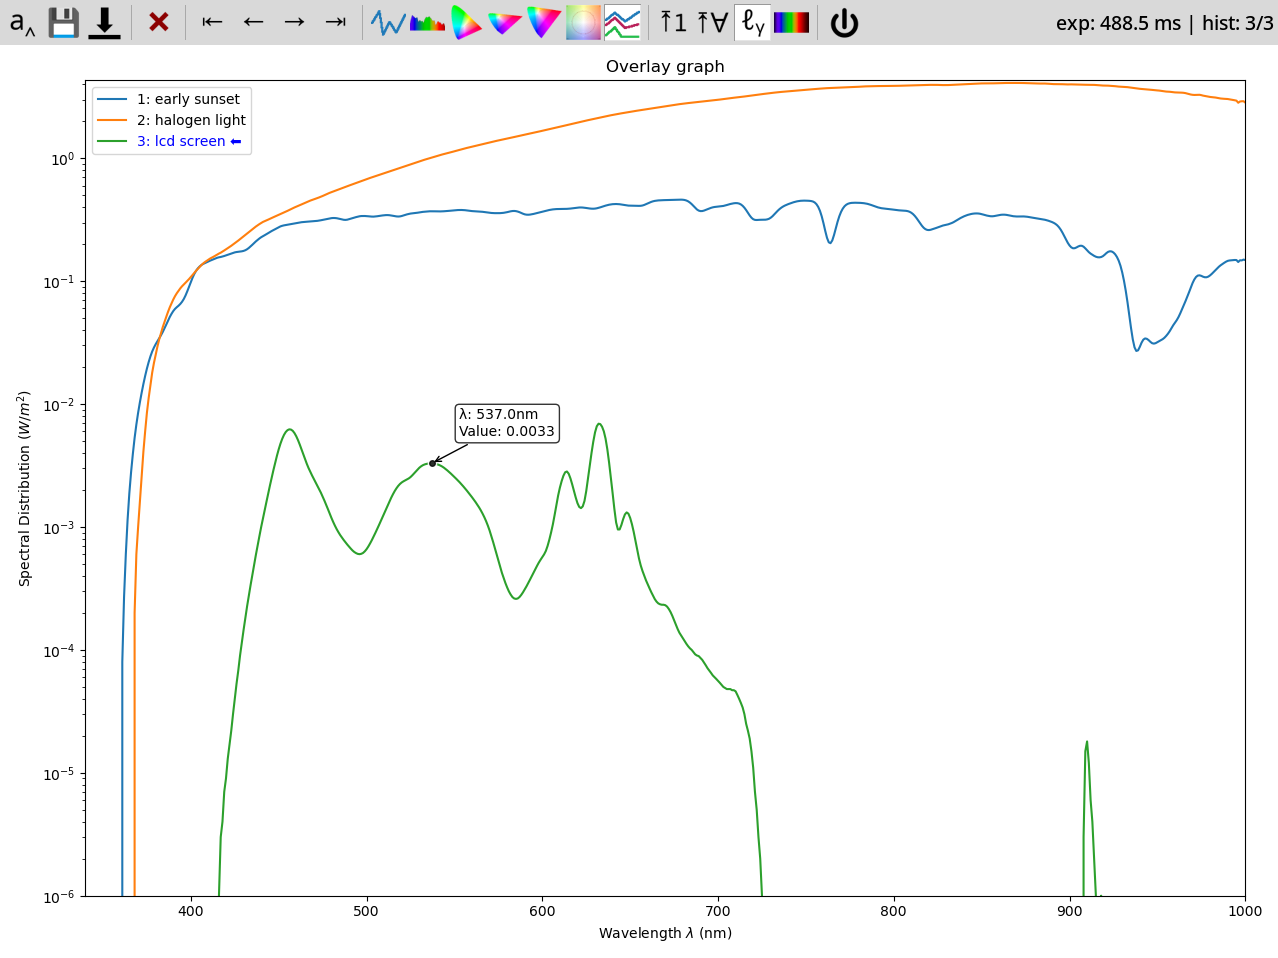 a^
⇤ ← → ⇥
⤒1 ⤒∀ ℓy
exp: 488.5 ms | hist: 3/3
Overlay graph
1: early sunset
2: halogen light
3: lcd screen ⬅
λ: 537.0nm
Value: 0.0033
Spectral Distribution (W/m²)
10⁰
10⁻¹
10⁻²
10⁻³
10⁻⁴
10⁻⁵
10⁻⁶
400 500 600 700 800 900 1000
Wavelength λ (nm)